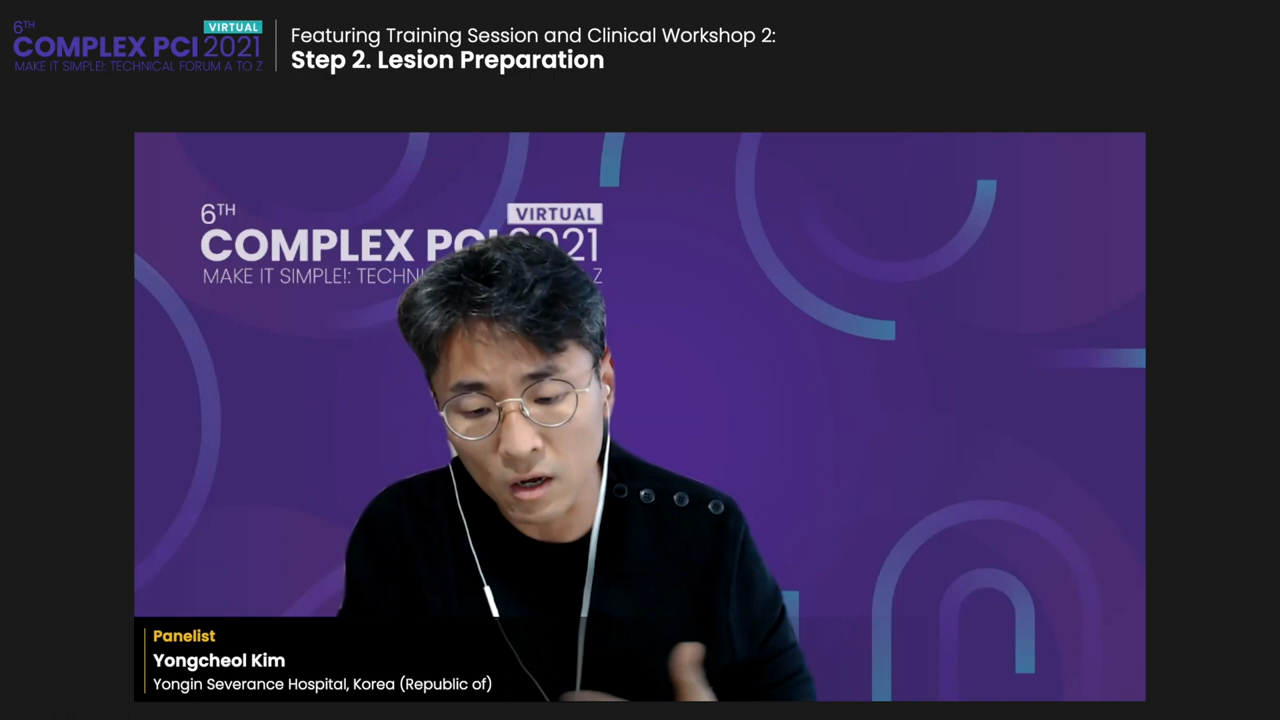 6TH
VIRTUAL
COMPLEX PCI 2021
MAKE IT SIMPLE!: TECHNICAL FORUM A TO Z
Featuring Training Session and Clinical Workshop 2:
Step 2. Lesion Preparation
6TH
VIRTUAL
COMPLEX 2021
MAKE IT SIMPLE!: Z
Panelist
Yongcheol Kim
Yongin Severance Hospital, Korea (Republic of)